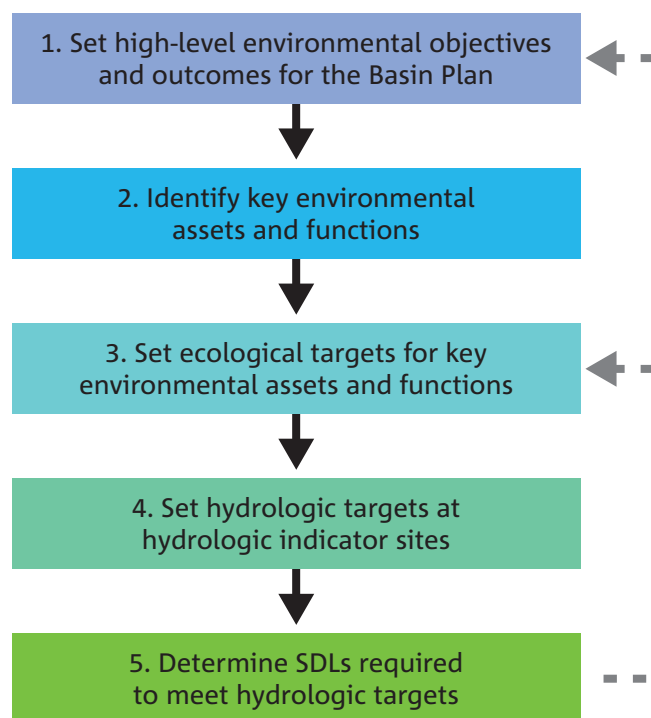 1. Set high-level environmental objectives
and outcomes for the Basin Plan
2. Identify key environmental
assets and functions
3. Set ecological targets for key
environmental assets and functions
4. Set hydrologic targets at
hydrologic indicator sites
5. Determine SDLs required
to meet hydrologic targets